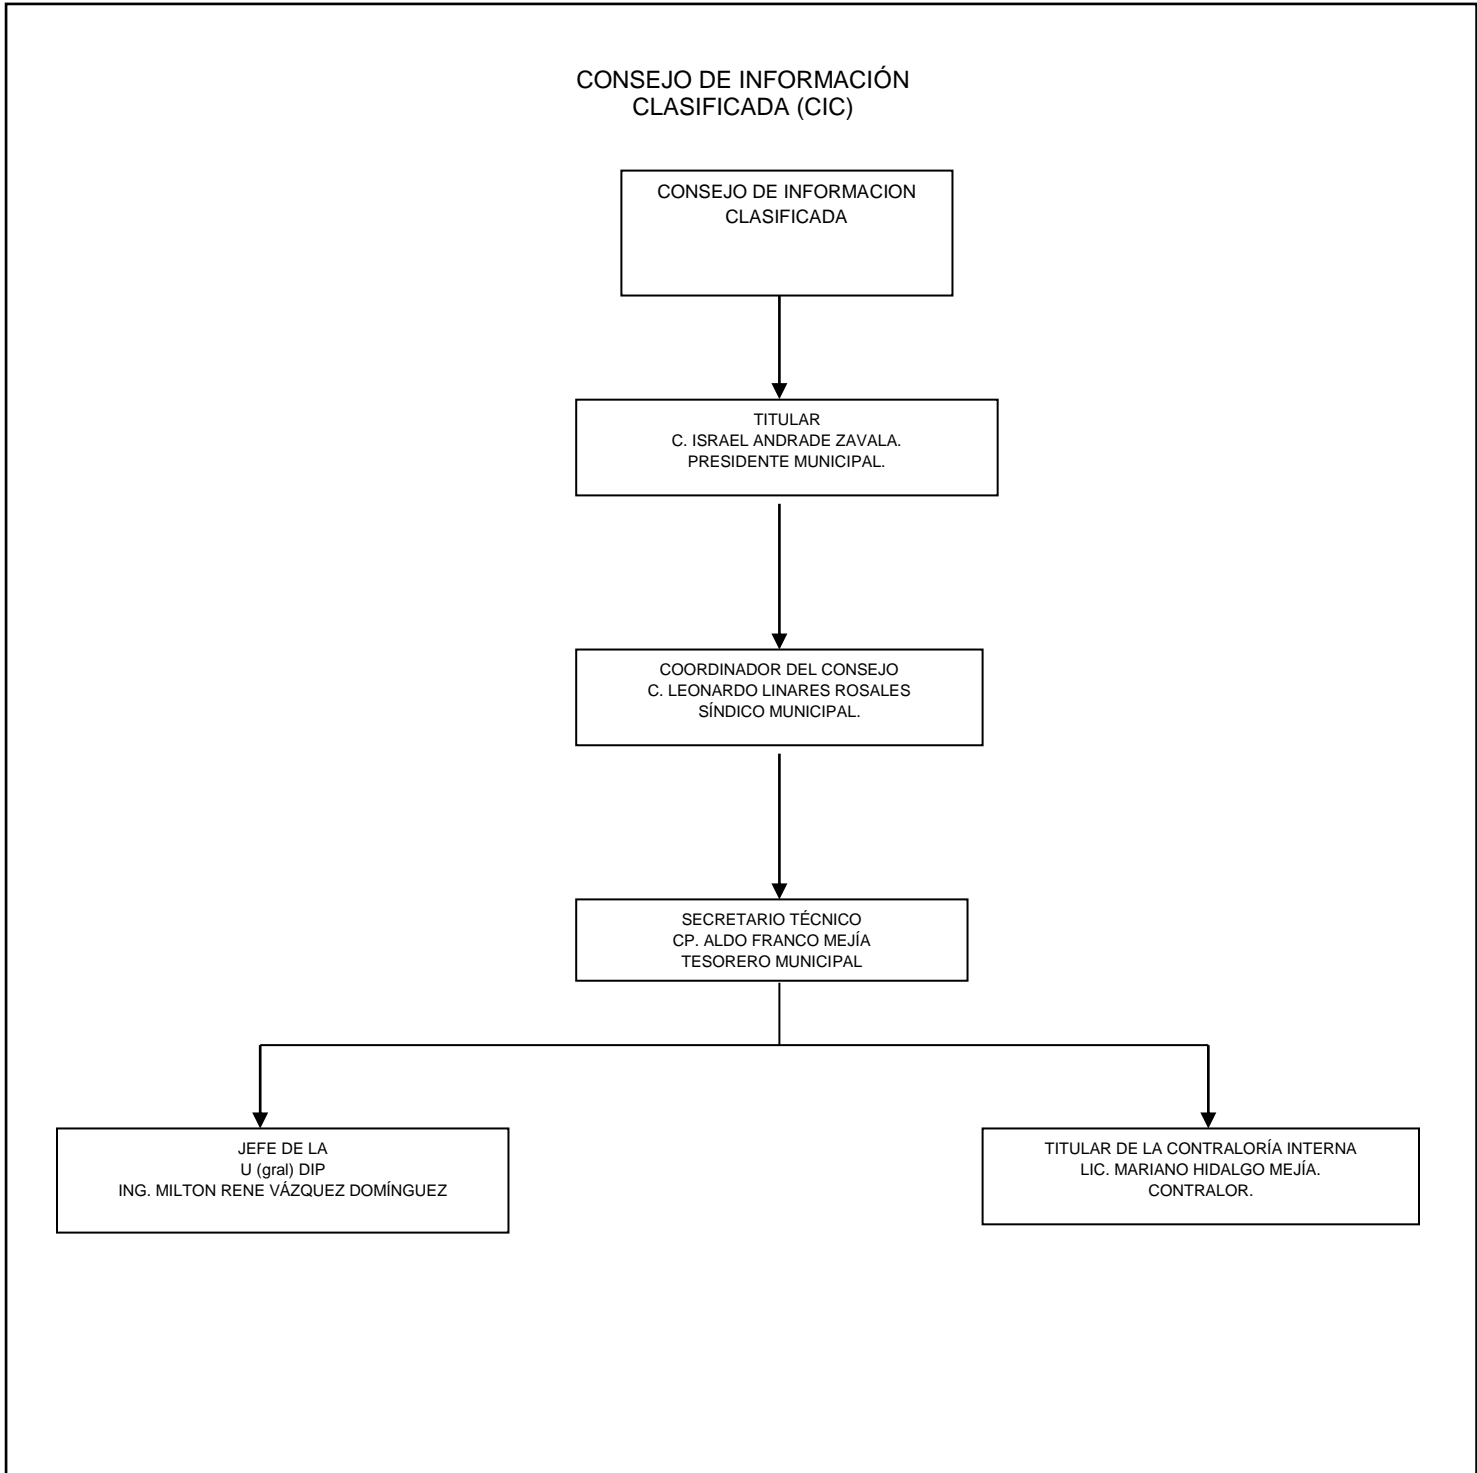 CONSEJO DE INFORMACIÓN
CLASIFICADA (CIC)
CONSEJO DE INFORMACION
CLASIFICADA
TITULAR
C. ISRAEL ANDRADE ZAVALA.
PRESIDENTE MUNICIPAL.
COORDINADOR DEL CONSEJO
C. LEONARDO LINARES ROSALES
SÍNDICO MUNICIPAL.
SECRETARIO TÉCNICO
CP. ALDO FRANCO MEJÍA
TESORERO MUNICIPAL
JEFE DE LA
U (gral) DIP
ING. MILTON RENE VÁZQUEZ DOMÍNGUEZ
TITULAR DE LA CONTRALORÍA INTERNA
LIC. MARIANO HIDALGO MEJÍA.
CONTRALOR.